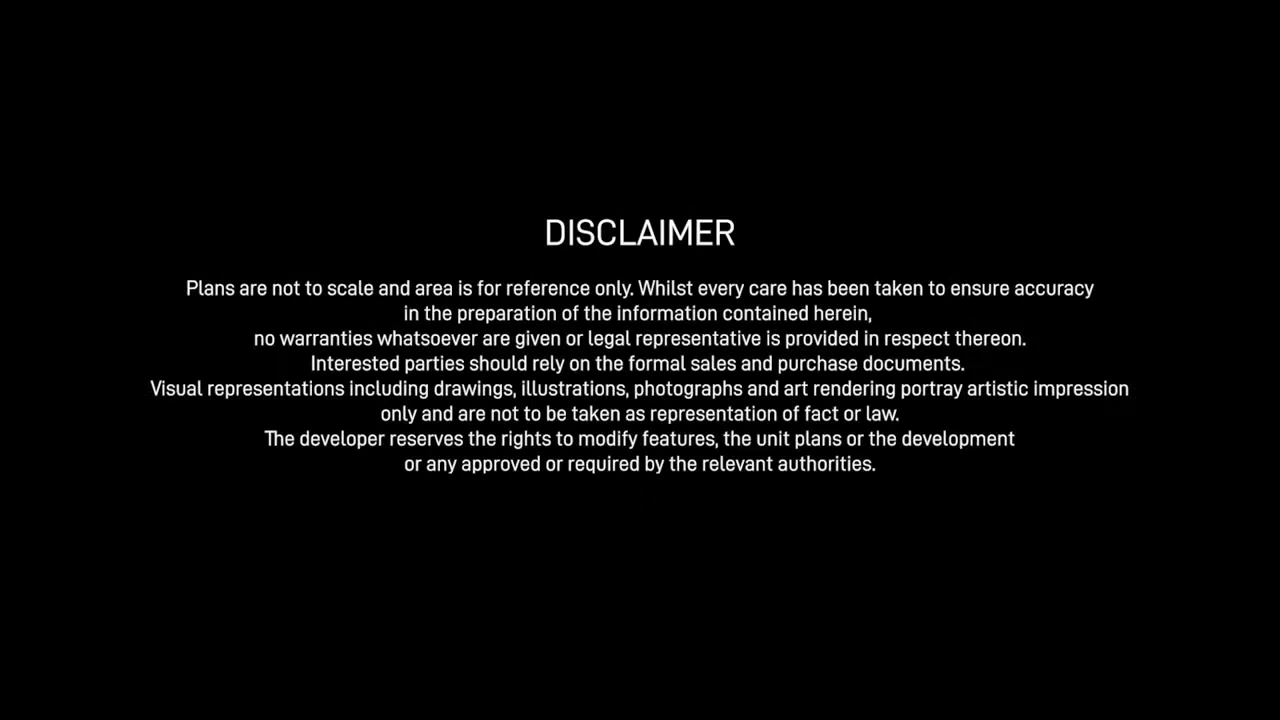 DISCLAIMER
Plans are not to scale and area is for reference only. Whilst every care has been taken to ensure accuracy
in the preparation of the information contained herein,
no warranties whatsoever are given or legal representative is provided in respect thereon.
Interested parties should rely on the formal sales and purchase documents.
Visual representations including drawings, illustrations, photographs and art rendering portray artistic impression
only and are not to be taken as representation of fact or law.
The developer reserves the rights to modify features, the unit plans or the development
or any approved or required by the relevant authorities.